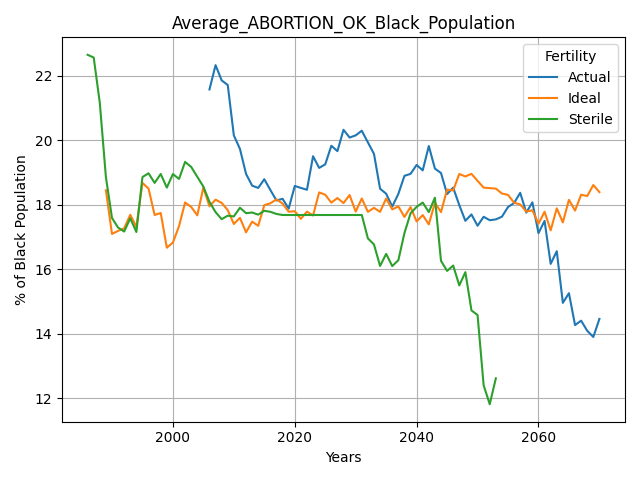 Average_ABORTION_OK_Black_Population
Fertility
Actual
Ideal
Sterile
% of Black Population
22
20
18
16
14
12
2000
2020
2040
2060
Years